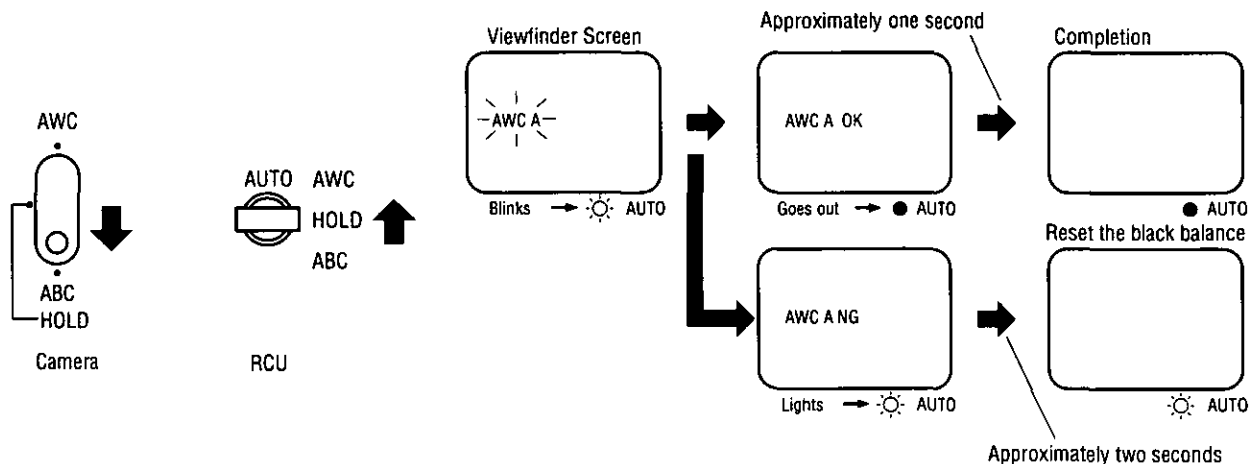 Approximately one second
Viewfinder Screen
Completion
AWC
ABC
HOLD
Camera
AUTO AWC
HOLD
ABC
RCU
AWC A
Blinks AUTO
AWC A OK
Goes out AUTO
AUTO
AWC A NG
Lights AUTO
Reset the black balance
AUTO
Approximately two seconds